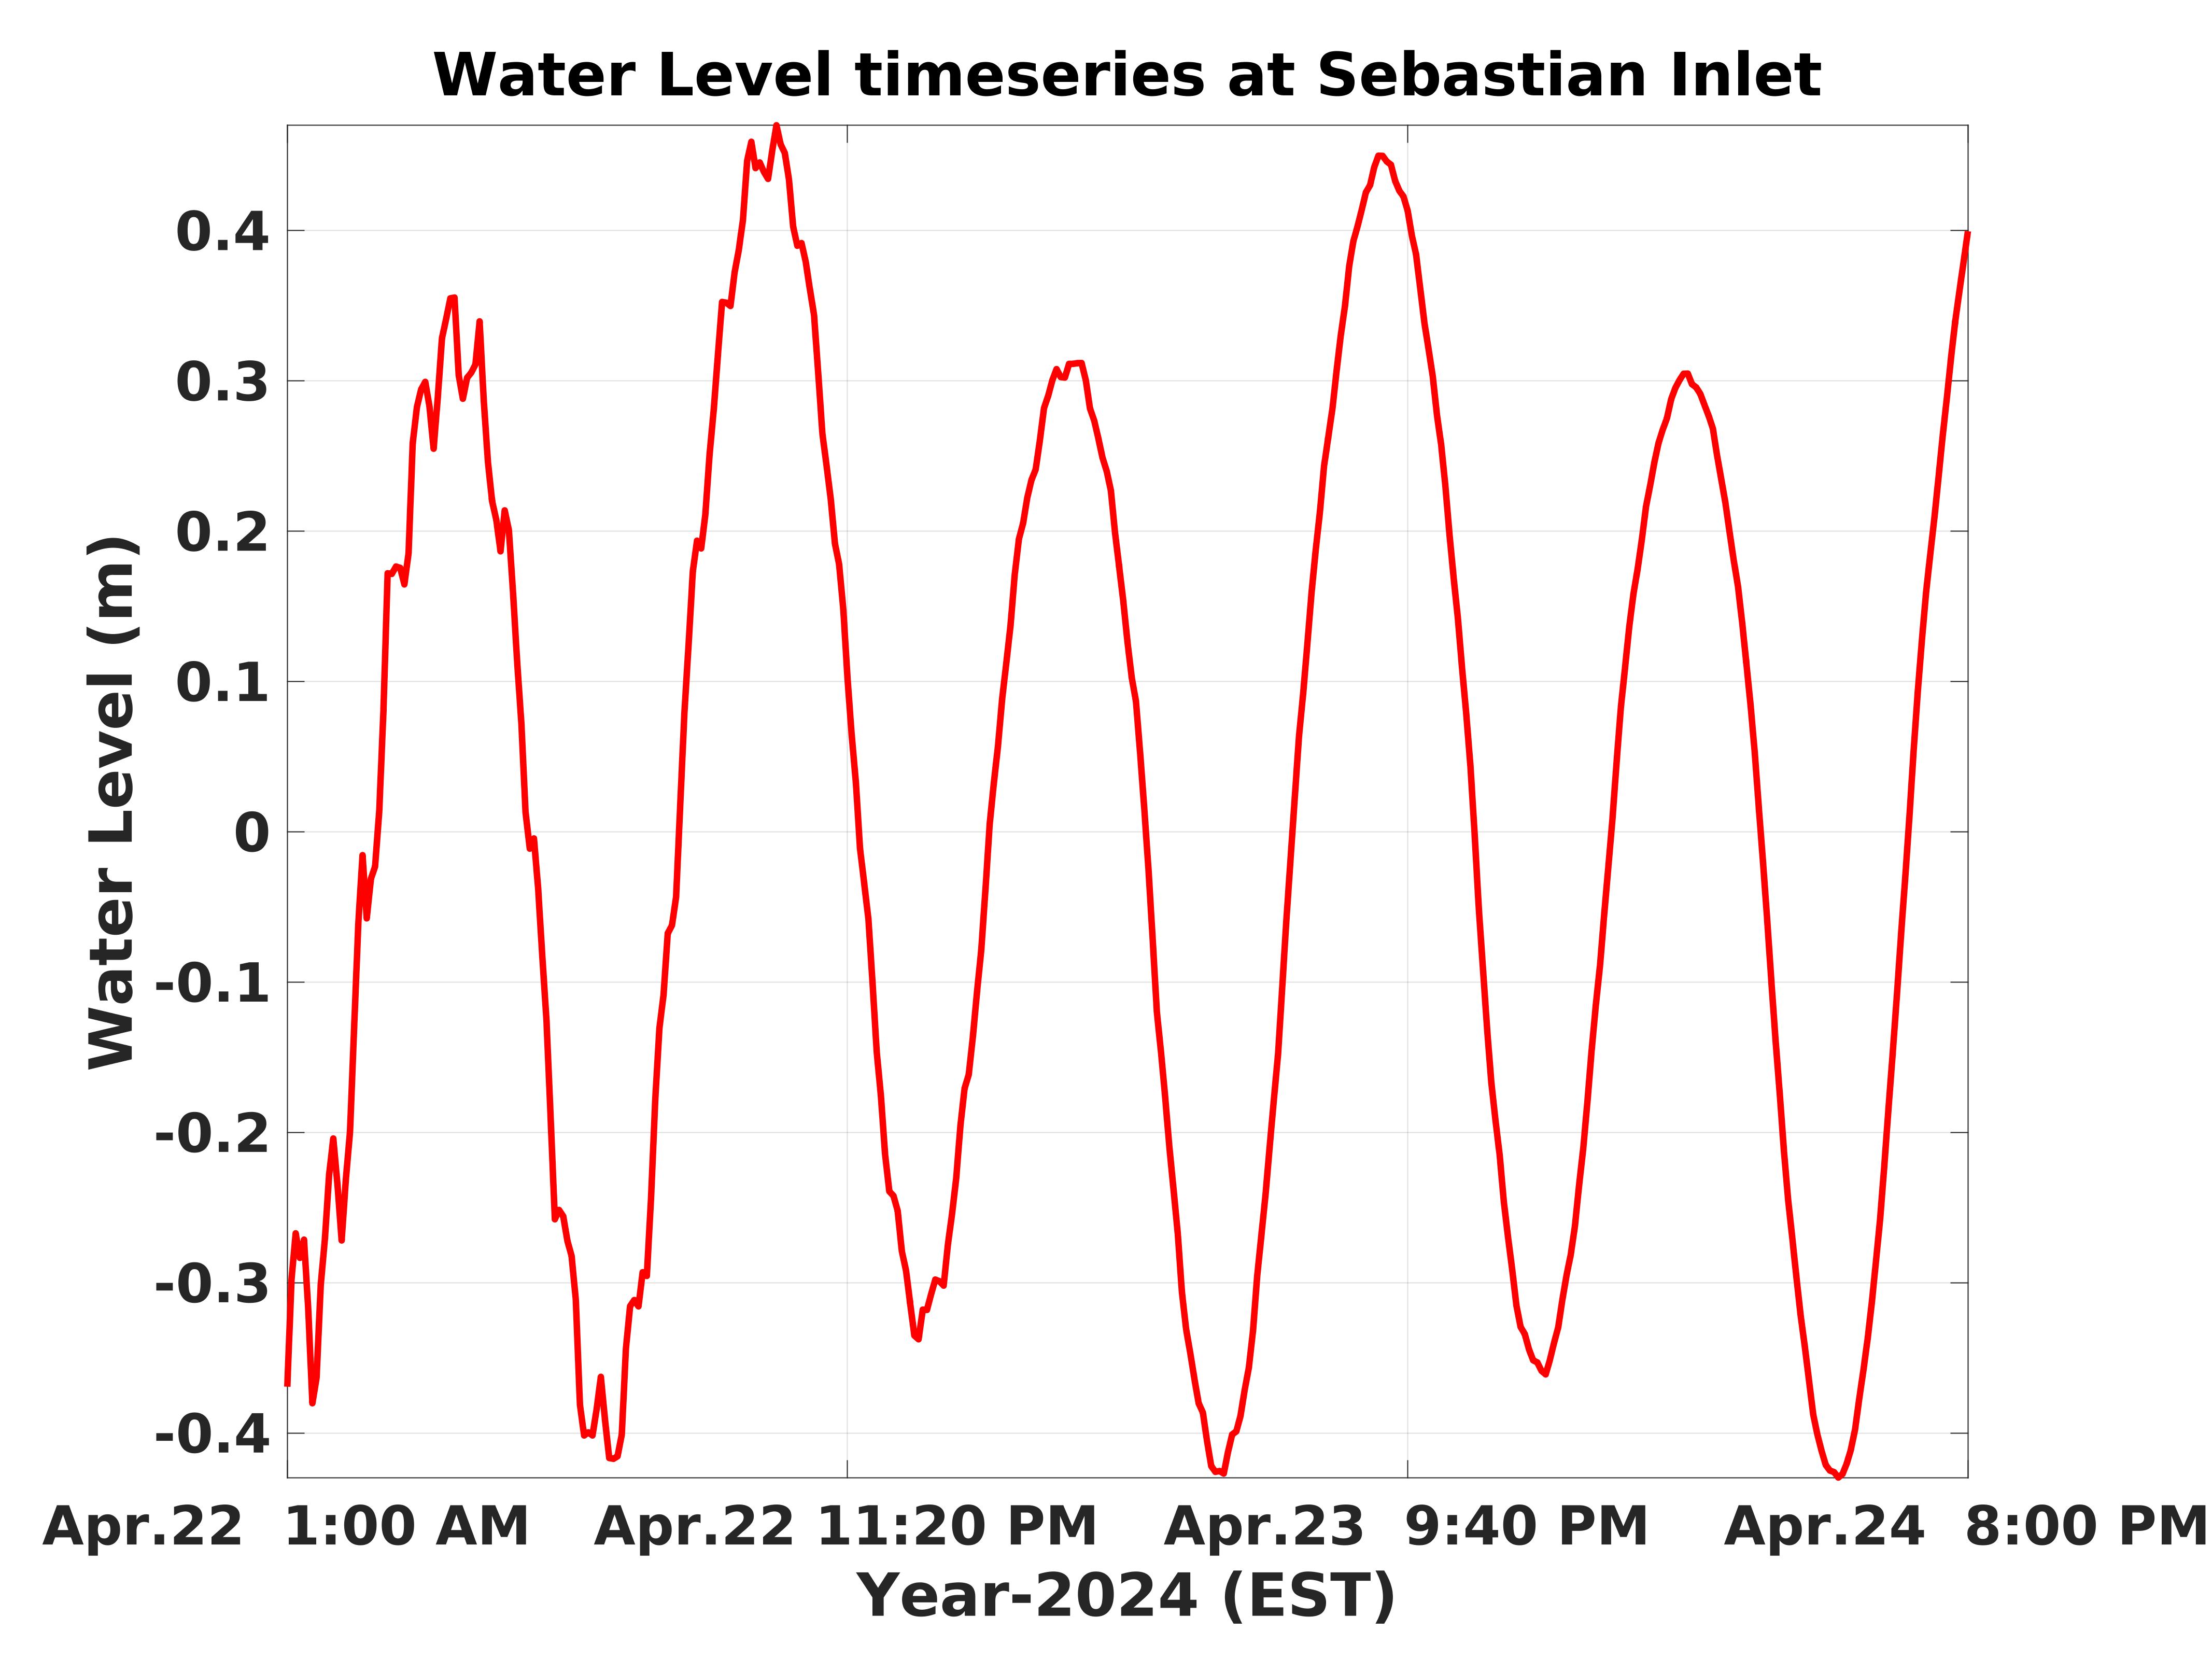 Water Level timeseries at Sebastian Inlet
Water Level (m)
0.4
0.3
0.2
0.1
0
-0.1
-0.2
-0.3
-0.4
Apr.22 1:00 AM Apr.22 11:20 PM Apr.23 9:40 PM Apr.24 8:00 PM
Year-2024 (EST)